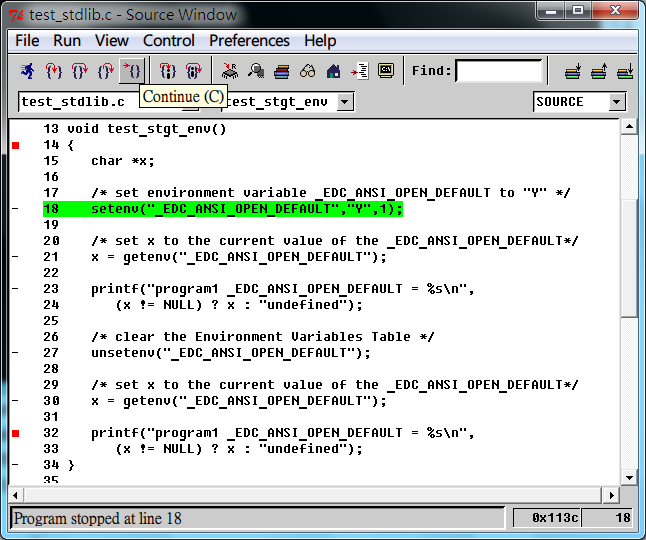 test_stdlib.c - Source Window
File Run View Control Preferences Help
Find:
Continue (C)
test_stdlib.c test_stgt_env SOURCE
13 void test_stgt_env()
14 {
15 char *x;
16
17 /* set environment variable _EDC_ANSI_OPEN_DEFAULT to "Y" */
18 setenv("_EDC_ANSI_OPEN_DEFAULT","Y",1);
19
20 /* set x to the current value of the _EDC_ANSI_OPEN_DEFAULT*/
21 x = getenv("_EDC_ANSI_OPEN_DEFAULT");
22
23 printf("program1 _EDC_ANSI_OPEN_DEFAULT = %s\n",
24 (x != NULL) ? x : "undefined");
25
26 /* clear the Environment Variables Table */
27 unsetenv("_EDC_ANSI_OPEN_DEFAULT");
28
29 /* set x to the current value of the _EDC_ANSI_OPEN_DEFAULT*/
30 x = getenv("_EDC_ANSI_OPEN_DEFAULT");
31
32 printf("program1 _EDC_ANSI_OPEN_DEFAULT = %s\n",
33 (x != NULL) ? x : "undefined");
34 }
35
Program stopped at line 18 0x113c 18